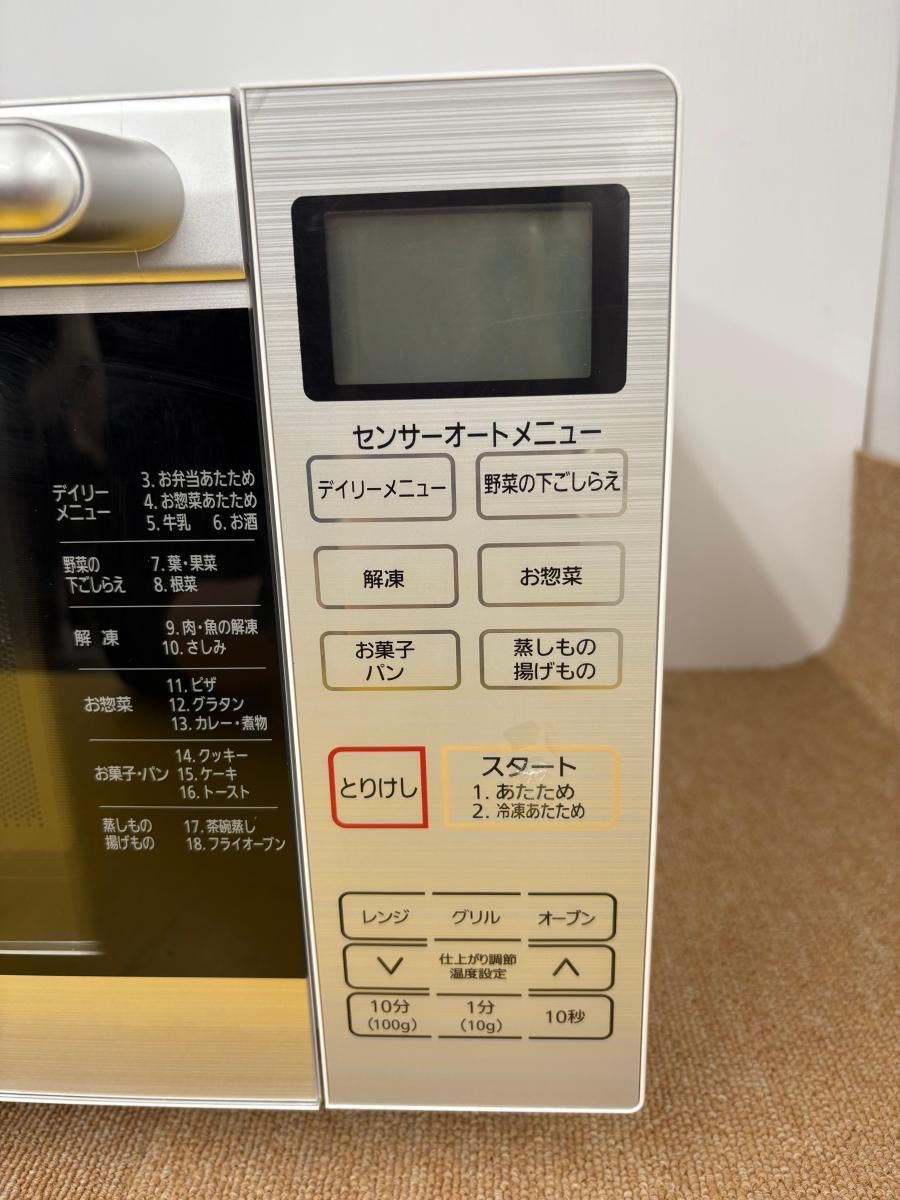 デイリー
メニュー
3. お弁当あたため
4. お惣菜あたため
5. 牛乳 6. お酒
野菜の
下ごしらえ
7. 葉・果菜
8. 根菜
解 凍
9. 肉・魚の解凍
10. さしみ
お惣菜
11. ピザ
12. グラタン
13. カレー・煮物
お菓子・パン
14. クッキー
15. ケーキ
16. トースト
蒸しもの
揚げもの
17. 茶碗蒸し
18. フライオーブン
センサーオートメニュー
デイリーメニュー 野菜の下ごしらえ
解凍 お惣菜
お菓子
パン
蒸しもの
揚げもの
とりけし
スタート
1. あたため
2. 冷凍あたため
レンジ グリル オーブン
仕上がり調節
温度設定
10分
(100g)
1分
(10g)
10秒